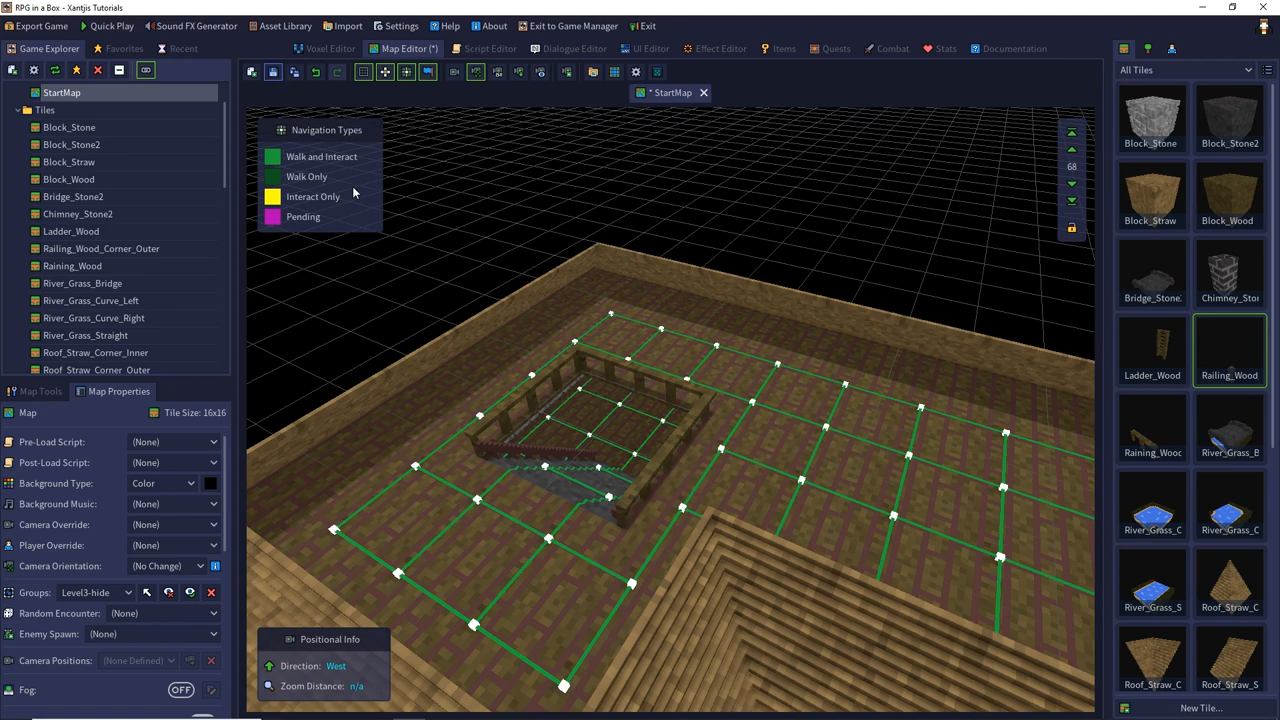 RPG in a Box - Xantjis Tutorials
Export Game Quick Play Sound FX Generator Asset Library Import Settings Help About Exit to Game Manager Exit
Game Explorer Favorites Recent
Voxel Editor Map Editor (*) Script Editor Dialogue Editor UI Editor Effect Editor Items Quests Combat Stats Documentation
* StartMap
StartMap
Tiles
Block_Stone
Block_Stone2
Block_Straw
Block_Wood
Bridge_Stone2
Chimney_Stone2
Ladder_Wood
Railing_Wood_Corner_Outer
Raining_Wood
River_Grass_Bridge
River_Grass_Curve_Left
River_Grass_Curve_Right
River_Grass_Straight
Roof_Straw_Corner_Inner
Roof_Straw_Corner_Outer
Map Tools Map Properties
Map Tile Size: 16x16
Pre-Load Script: (None)
Post-Load Script: (None)
Background Type: Color
Background Music: (None)
Camera Override: (None)
Player Override: (None)
Camera Orientation: (No Change)
Groups: Level3-hide
Random Encounter: (None)
Enemy Spawn: (None)
Camera Positions: (None Defined)
Fog: OFF
Navigation Types
Walk and Interact
Walk Only
Interact Only
Pending
68
Positional Info
Direction: West
Zoom Distance: n/a
All Tiles
Block_Stone Block_Stone2
Block_Straw Block_Wood
Bridge_Stone2 Chimney_Stor
Ladder_Wood Railing_Wood
Raining_Wood River_Grass_B
River_Grass_C River_Grass_C
River_Grass_S Roof_Straw_C
Roof_Straw_C Roof_Straw_S
New Tile...